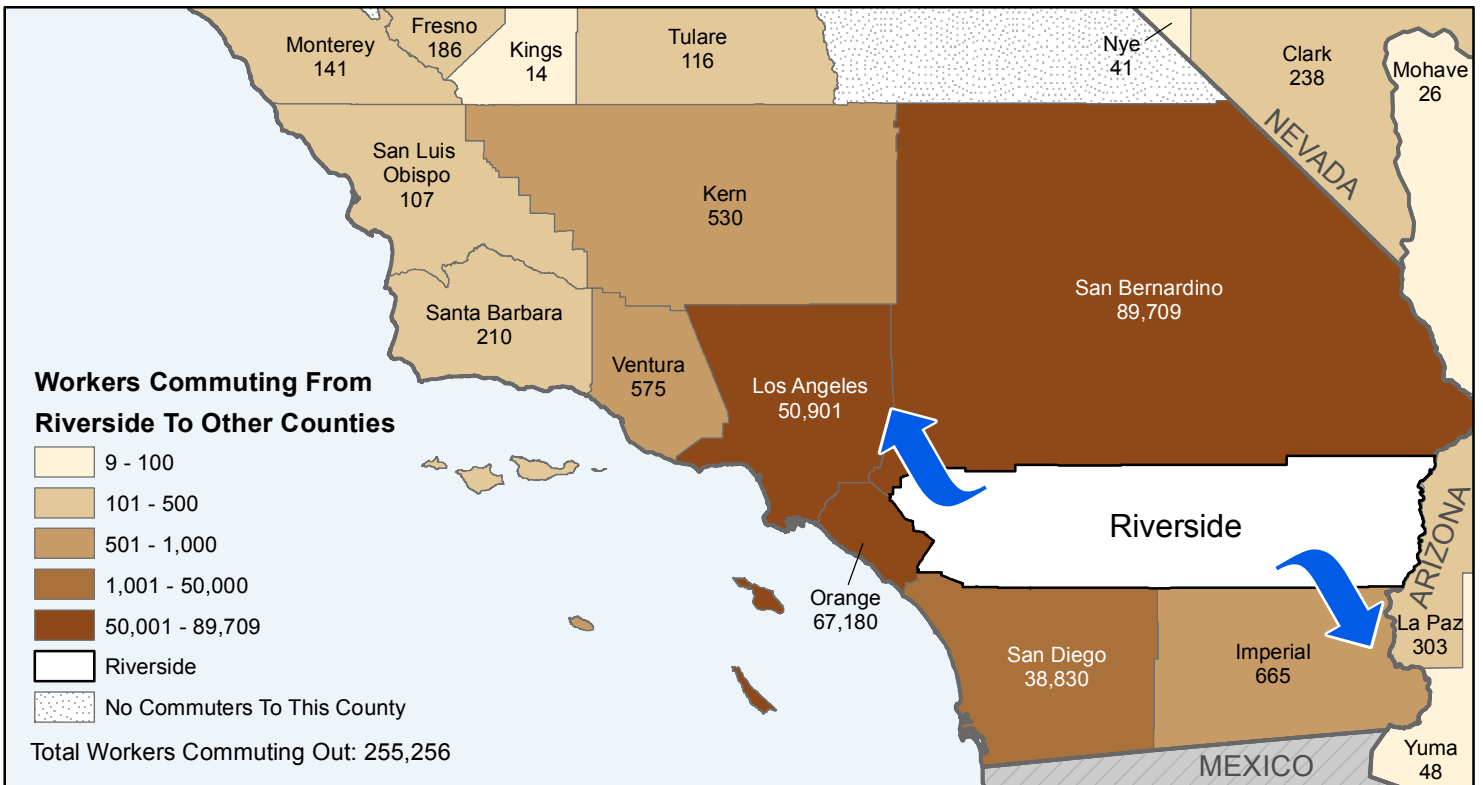 Monterey
141
Fresno
186
Kings
14
Tulare
116
Nye
41
Clark
238
Mohave
26
NEVADA
San Luis
Obispo
107
Kern
530
San Bernardino
89,709
Santa Barbara
210
Ventura
575
Los Angeles
50,901
Riverside
ARIZONA
Orange
67,180
San Diego
38,830
Imperial
665
La Paz
303
Yuma
48
MEXICO
Workers Commuting From
Riverside To Other Counties
9 - 100
101 - 500
501 - 1,000
1,001 - 50,000
50,001 - 89,709
Riverside
No Commuters To This County
Total Workers Commuting Out: 255,256